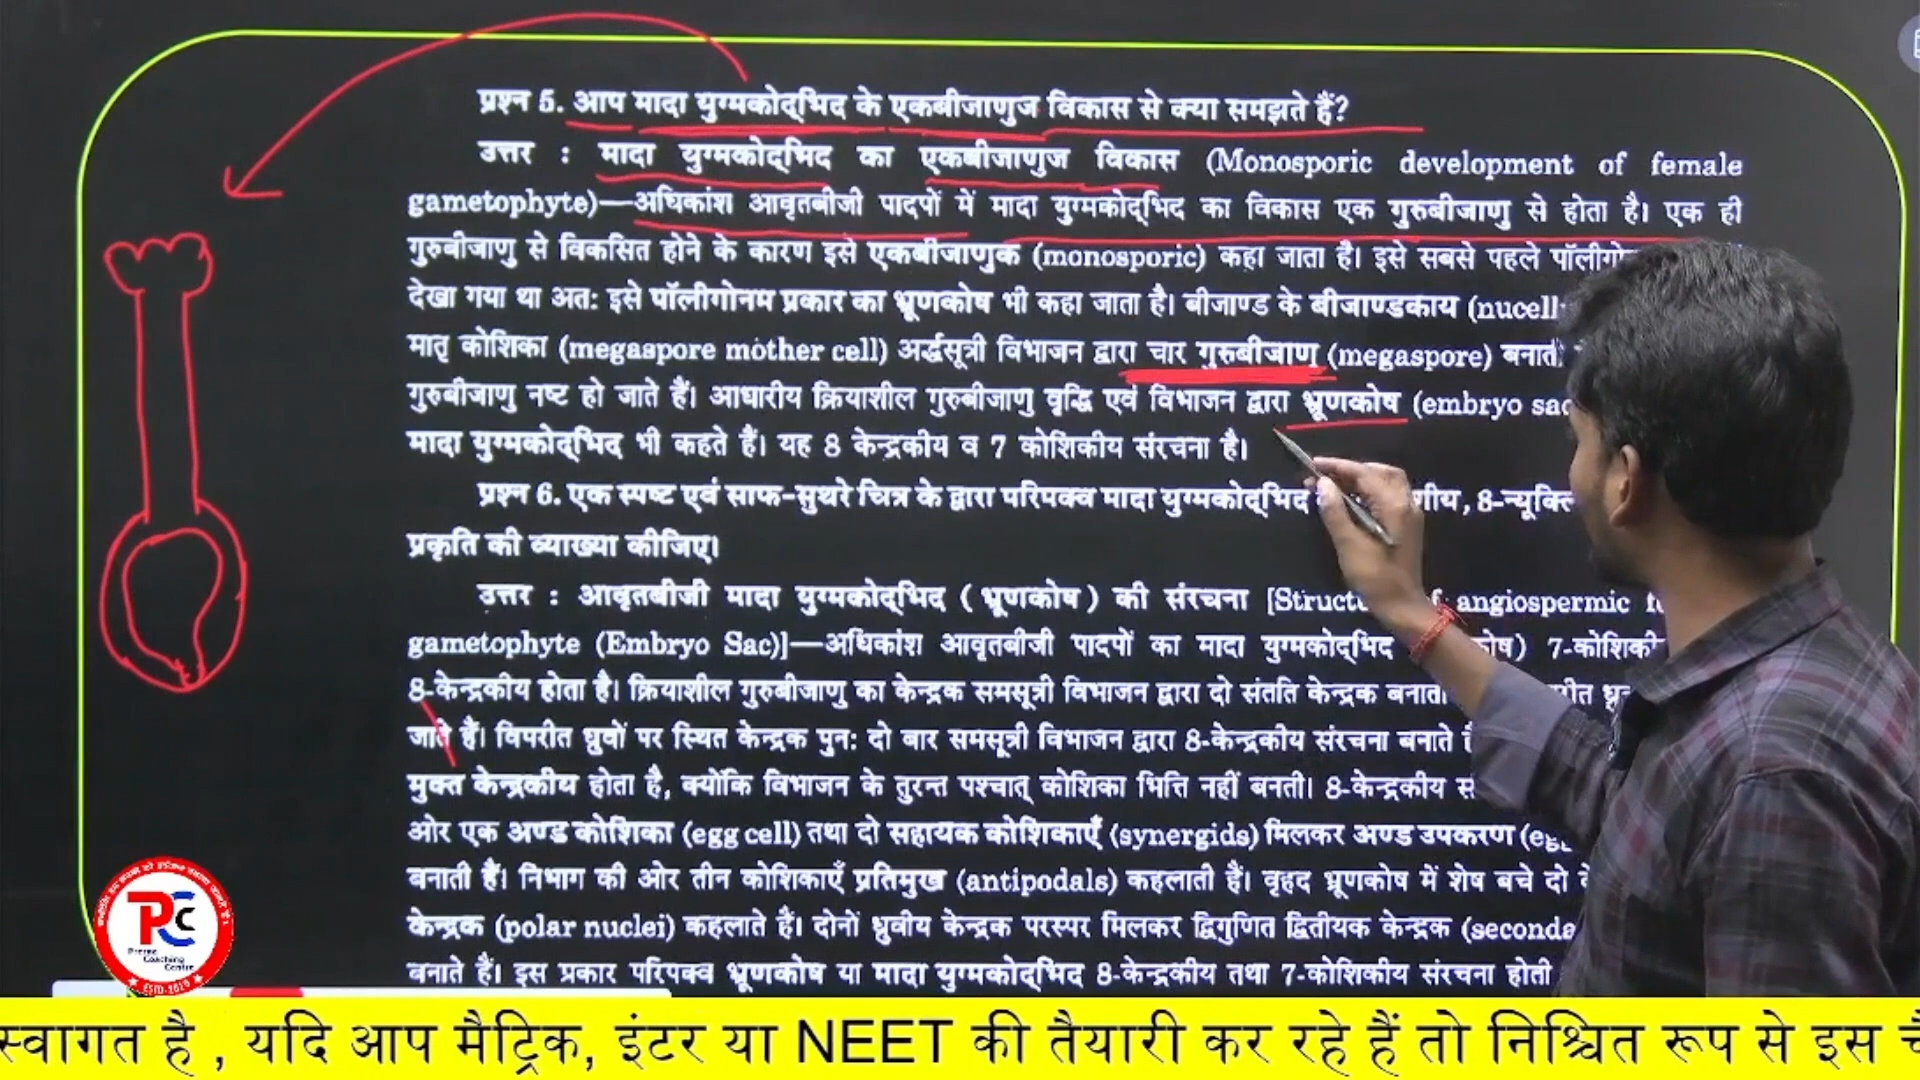 प्रश्न 5. आप मादा युग्मकोद्भिद के एकबीजाणुज विकास से क्या समझते हैं?
उत्तर : मादा युग्मकोद्भिद का एकबीजाणुज विकास (Monosporic development of female
gametophyte)—अधिकांश आवृतबीजी पादपों में मादा युग्मकोद्भिद का विकास एक गुरुबीजाणु से होता है। एक ही
गुरुबीजाणु से विकसित होने के कारण इसे एकबीजाणुक (monosporic) कहा जाता है। इसे सबसे पहले
देखा गया था अत: इसे पॉलीगोनम प्रकार का भ्रूणकोष भी कहा जाता है। बीजाण्ड के बीजाण्डकाय
मातृ कोशिका (megaspore mother cell) अर्द्धसूत्री विभाजन द्वारा चार गुरुबीजाणु (megaspore)
गुरुबीजाणु नष्ट हो जाते हैं। आधारीय क्रियाशील गुरुबीजाणु वृद्धि एवं विभाजन द्वारा भ्रूणकोष (embryo
मादा युग्मकोद्भिद भी कहते हैं। यह 8 केन्द्रकीय व 7 कोशिकीय संरचना है।
प्रश्न 6. एक स्पष्ट एवं साफ-सुथरे चित्र के द्वारा परिपक्व मादा युग्मकोद्भिद
प्रकृति की व्याख्या कीजिए।
उत्तर : आवृतबीजी मादा युग्मकोद्भिद (भ्रूणकोष) की संरचना angiospermic
gametophyte (Embryo Sac)]—अधिकांश आवृतबीजी पादपों का मादा युग्मकोद्भिद
8-केन्द्रकीय होता है। क्रियाशील गुरुबीजाणु का केन्द्रक समसूत्री विभाजन द्वारा दो संतति केन्द्रक
जाते हैं। विपरीत ध्रुवों पर स्थित केन्द्रक पुन: दो बार समसूत्री विभाजन द्वारा 8-केन्द्रकीय संरचना बनाते
मुक्त केन्द्रकीय होता है, क्योंकि विभाजन के तुरन्त पश्चात् कोशिका भित्ति नहीं बनती। 8-केन्द्रकीय
ओर एक अण्ड कोशिका (egg cell) तथा दो सहायक कोशिकाएँ (synergids) मिलकर अण्ड उपकरण
बनाती हैं। निभाग की ओर तीन कोशिकाएँ प्रतिमुख (antipodals) कहलाती हैं। वृहद भ्रूणकोष में शेष बचे दो
केन्द्रक (polar nuclei) कहलाते हैं। दोनों ध्रुवीय केन्द्रक परस्पर मिलकर द्विगुणित द्वितीयक केन्द्रक
बनाते हैं। इस प्रकार परिपक्व भ्रूणकोष या मादा युग्मकोद्भिद 8-केन्द्रकीय तथा 7-कोशिकीय संरचना होती
PCC
Prerna
Coaching
Centre
ESTD-2019
स्वागत है , यदि आप मैट्रिक, इंटर या NEET की तैयारी कर रहे हैं तो निश्चित रूप से इस